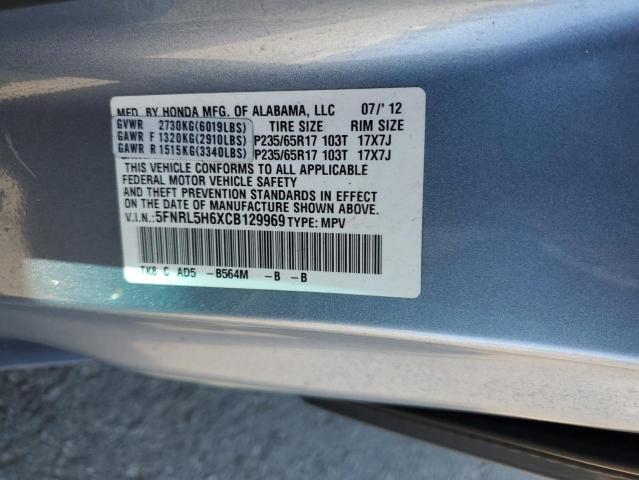 MFD. BY HONDA MFG. OF ALABAMA, LLC 07/'12
GVWR 2730KG(6019LBS) TIRE SIZE RIM SIZE
GAWR F 1320KG(2910LBS) P235/65R17 103T 17X7J
GAWR R 1515KG(3340LBS) P235/65R17 103T 17X7J
THIS VEHICLE CONFORMS TO ALL APPLICABLE
FEDERAL MOTOR VEHICLE SAFETY
AND THEFT PREVENTION STANDARDS IN EFFECT
ON THE DATE OF MANUFACTURE SHOWN ABOVE.
V.I.N.:5FNRL5H6XCB129969 TYPE: MPV
TK8 C AD5 -B564M -B -B